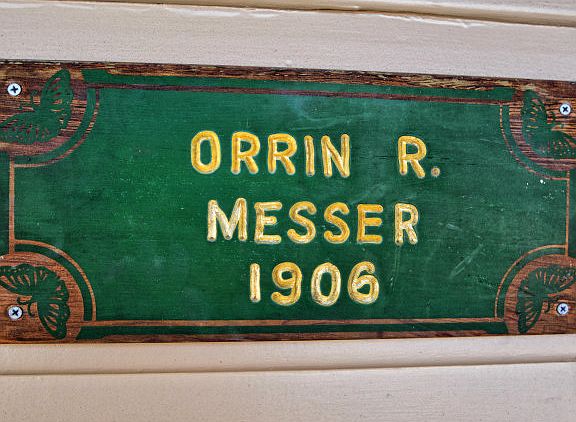 ORRIN R.
MESSER
1906